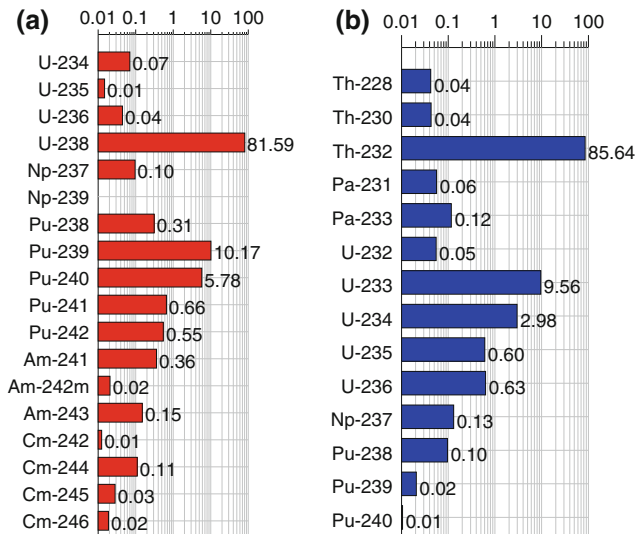 (a)
0.01 0.1 1 10 100
U-234 0.07
U-235 0.01
U-236 0.04
U-238 81.59
Np-237 0.10
Np-239
Pu-238 0.31
Pu-239 10.17
Pu-240 5.78
Pu-241 0.66
Pu-242 0.55
Am-241 0.36
Am-242m 0.02
Am-243 0.15
Cm-242 0.01
Cm-244 0.11
Cm-245 0.03
Cm-246 0.02
(b)
0.01 0.1 1 10 100
Th-228 0.04
Th-230 0.04
Th-232 85.64
Pa-231 0.06
Pa-233 0.12
U-232 0.05
U-233 9.56
U-234 2.98
U-235 0.60
U-236 0.63
Np-237 0.13
Pu-238 0.10
Pu-239 0.02
Pu-240 0.01